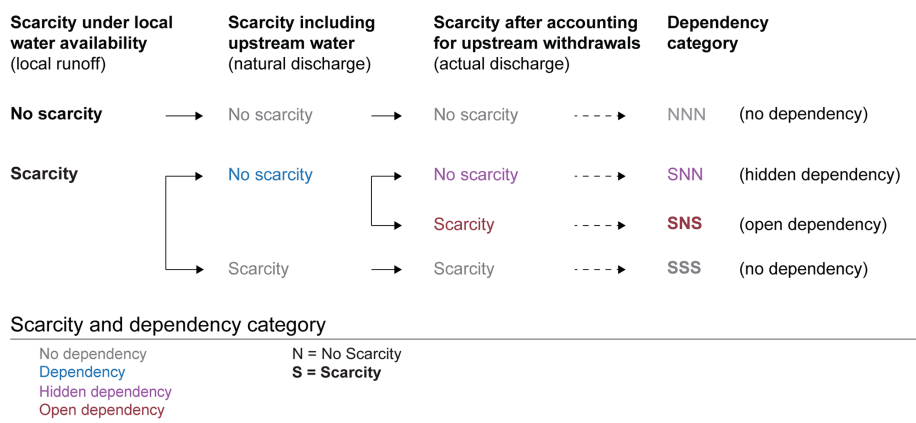 Scarcity under local
water availability
(local runoff)
Scarcity including
upstream water
(natural discharge)
Scarcity after accounting
for upstream withdrawals
(actual discharge)
Dependency
category
No scarcity No scarcity No scarcity NNN (no dependency)
Scarcity No scarcity No scarcity SNN (hidden dependency)
Scarcity SNS (open dependency)
Scarcity Scarcity SSS (no dependency)
Scarcity and dependency category
No dependency N = No Scarcity
Dependency S = Scarcity
Hidden dependency
Open dependency